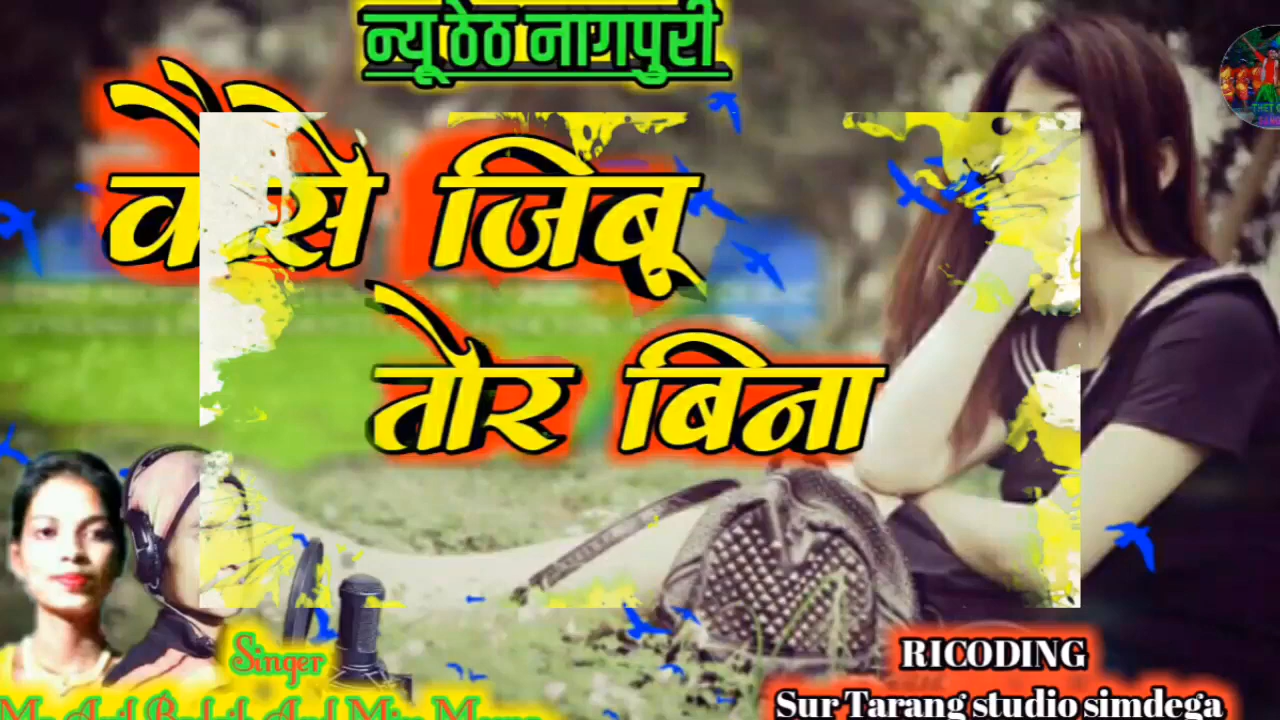 न्यू ठेठ नागपुरी
कैसे जिबू
तोर बिना
Singer
RICODING
Sur Tarang studio simdega